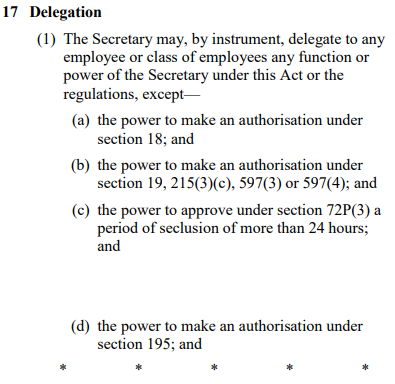 17 Delegation
(1) The Secretary may, by instrument, delegate to any
employee or class of employees any function or
power of the Secretary under this Act or the
regulations, except—
(a) the power to make an authorisation under
section 18; and
(b) the power to make an authorisation under
section 19, 215(3)(c), 597(3) or 597(4); and
(c) the power to approve under section 72P(3) a
period of seclusion of more than 24 hours;
and
(d) the power to make an authorisation under
section 195; and
* * * * *